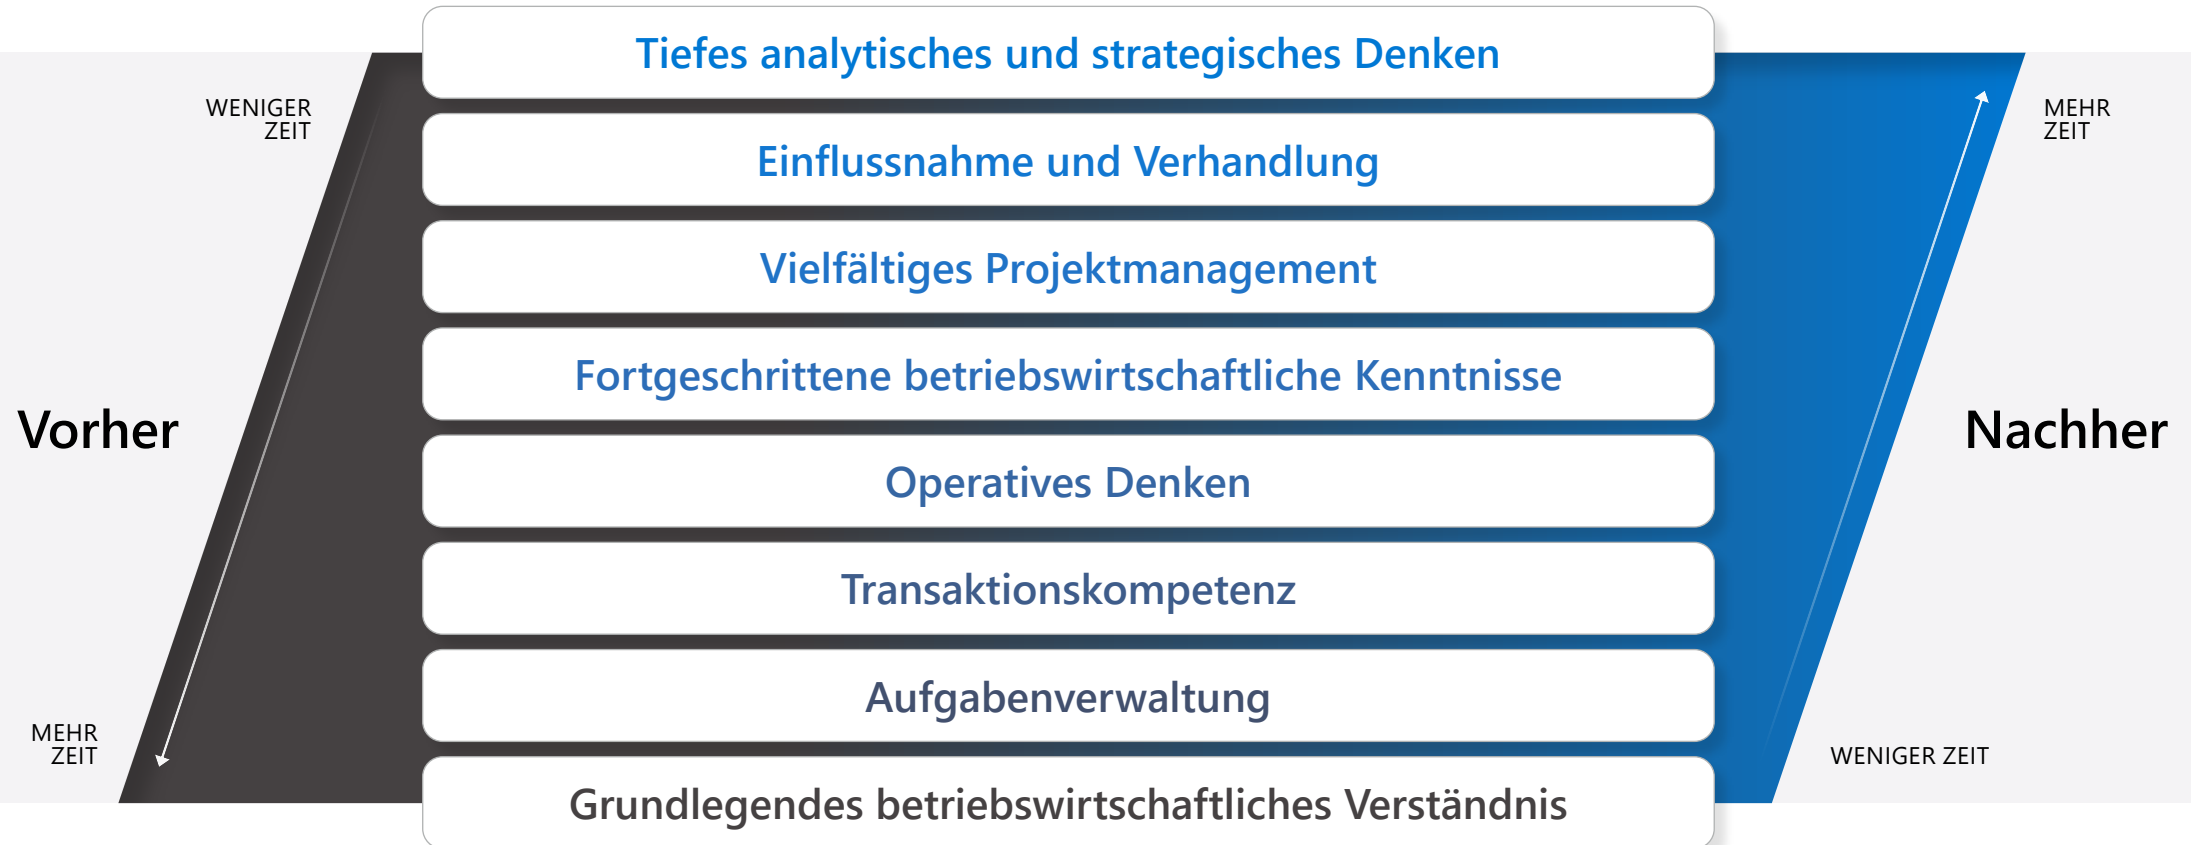 Tiefes analytisches und strategisches Denken
WENIGER
ZEIT
MEHR
ZEIT
Einflussnahme und Verhandlung
Vielfältiges Projektmanagement
Fortgeschrittene betriebswirtschaftliche Kenntnisse
Vorher
Nachher
Operatives Denken
Transaktionskompetenz
Aufgabenverwaltung
MEHR
ZEIT
WENIGER ZEIT
Grundlegendes betriebswirtschaftliches Verständnis